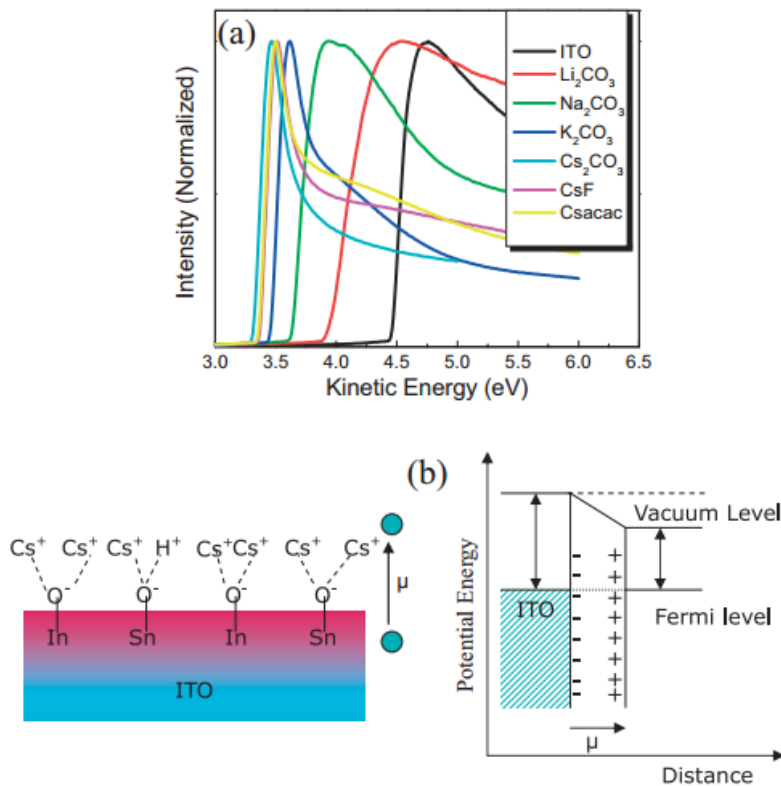 (a)
ITO
Li₂CO₃
Na₂CO₃
K₂CO₃
Cs₂CO₃
CsF
Csacac
Intensity (Normalized)
3.0 3.5 4.0 4.5 5.0 5.5 6.0 6.5
Kinetic Energy (eV)
(b)
Cs⁺ Cs⁺ Cs⁺ H⁺ Cs⁺Cs⁺ Cs⁺ Cs⁺
O⁻ O⁻ O⁻ O⁻
In Sn In Sn
ITO
μ
Potential Energy
Vacuum Level
ITO
Fermi level
- - - - - - - -
+ + + + + + + +
μ
Distance